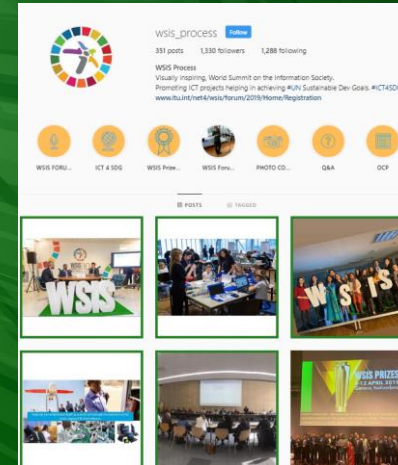 wsis_process Follow
351 posts 1,330 followers 1,288 following
WSIS Process
Visually inspiring, World Summit on the Information Society.
Promoting ICT projects helping in achieving #UN Sustainable Dev Goals. #ICT4SDG
www.itu.int/net4/wsis/forum/2019/Home/Registration
WSIS FORU... ICT 4 SDG WSIS Prize... WSIS Foru... PHOTO CO... Q&A OCP
POSTS TAGGED
WSIS
WSIS
WSIS PRIZES